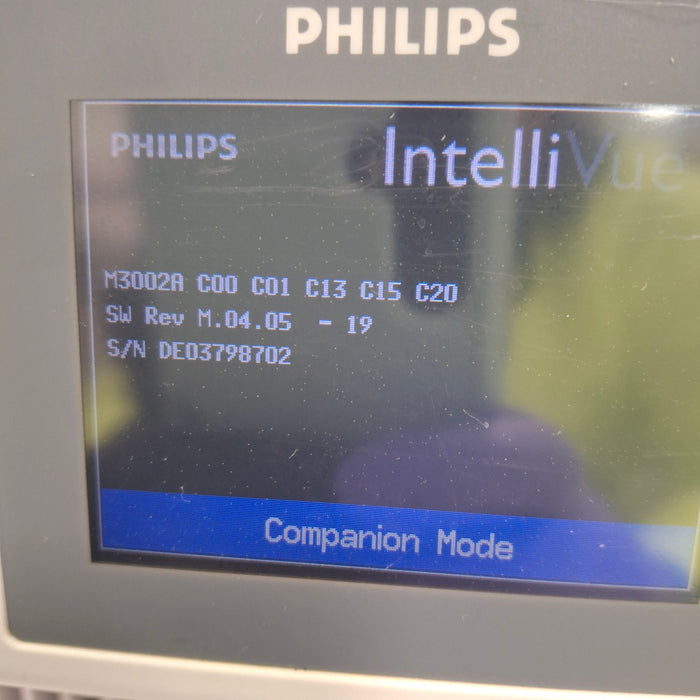 PHILIPS
PHILIPS IntelliVue
M3002A C00 C01 C13 C15 C20
SW Rev M.04.05 - 19
S/N DE03798702
Companion Mode